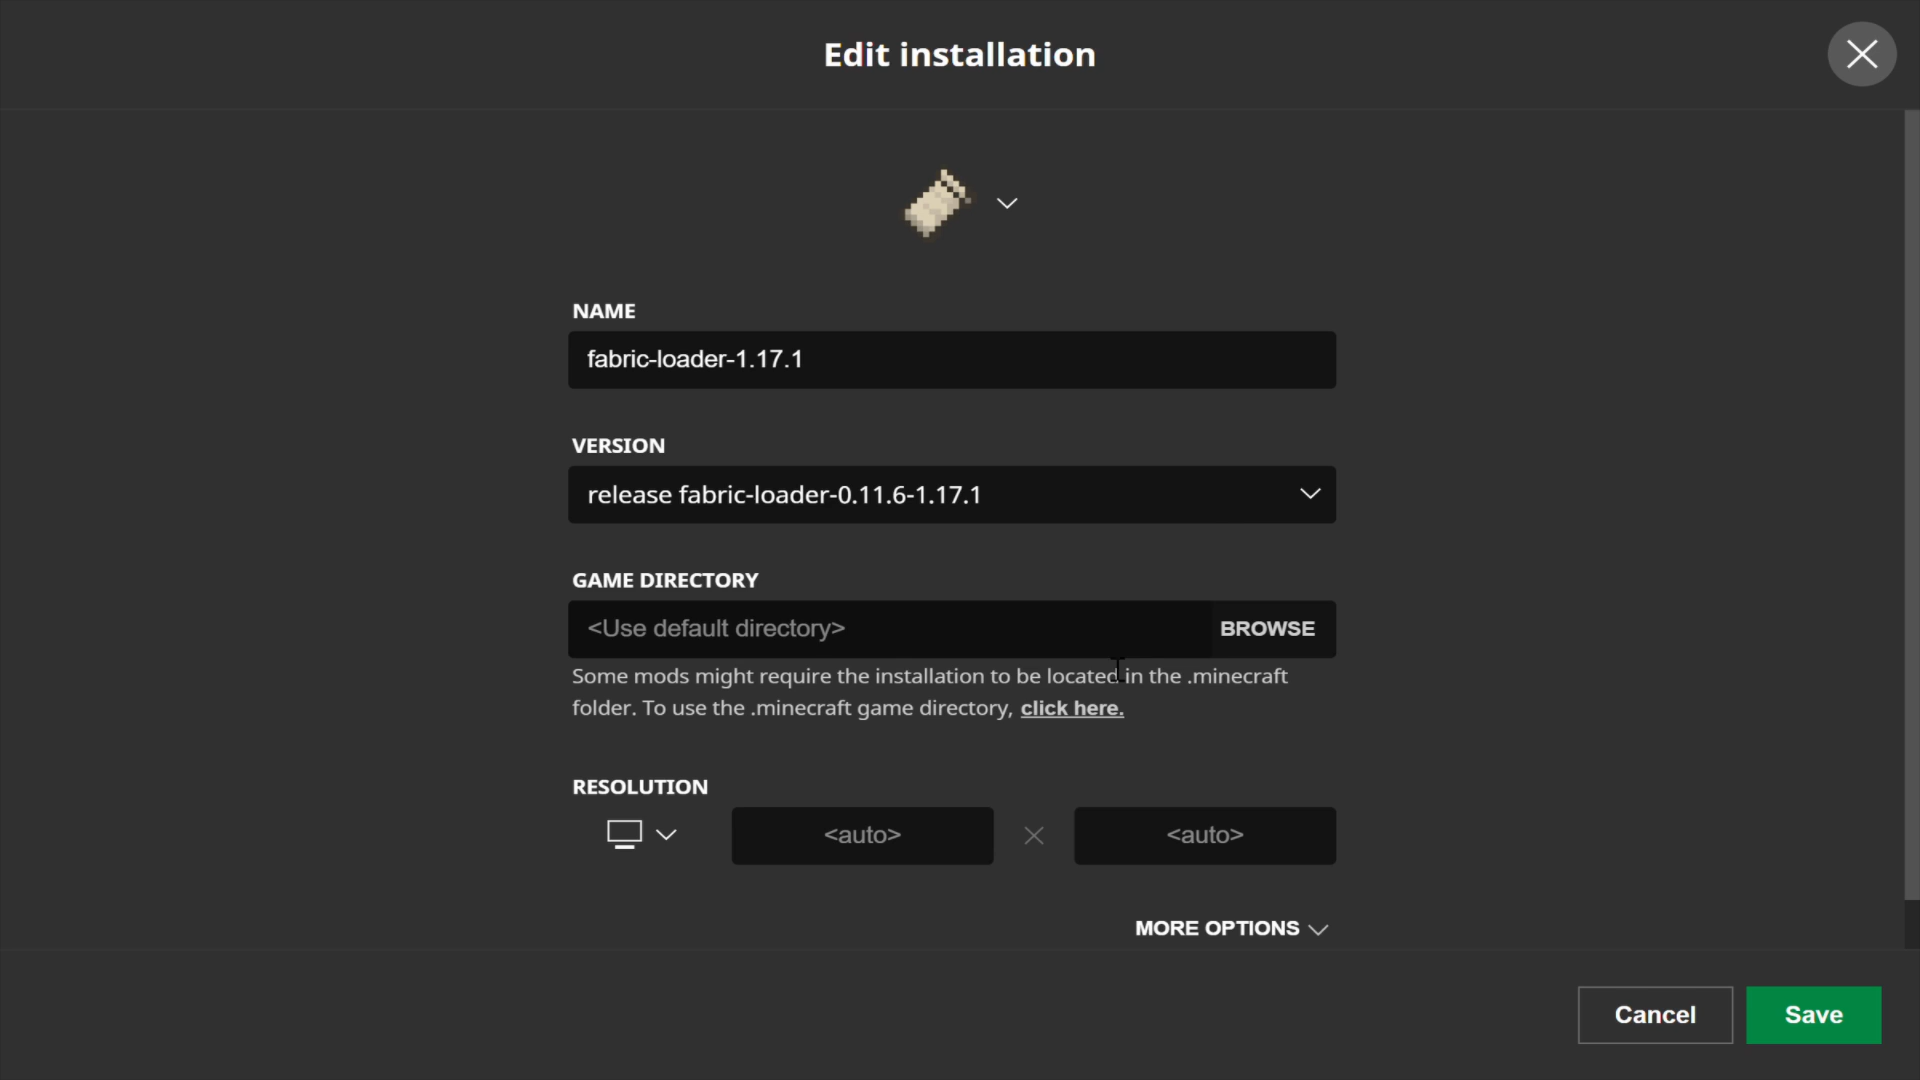 Edit installation
NAME
fabric-loader-1.17.1
VERSION
release fabric-loader-0.11.6-1.17.1
GAME DIRECTORY
<Use default directory>
BROWSE
Some mods might require the installation to be located in the .minecraft
folder. To use the .minecraft game directory, click here.
RESOLUTION
<auto>
<auto>
MORE OPTIONS
Cancel
Save